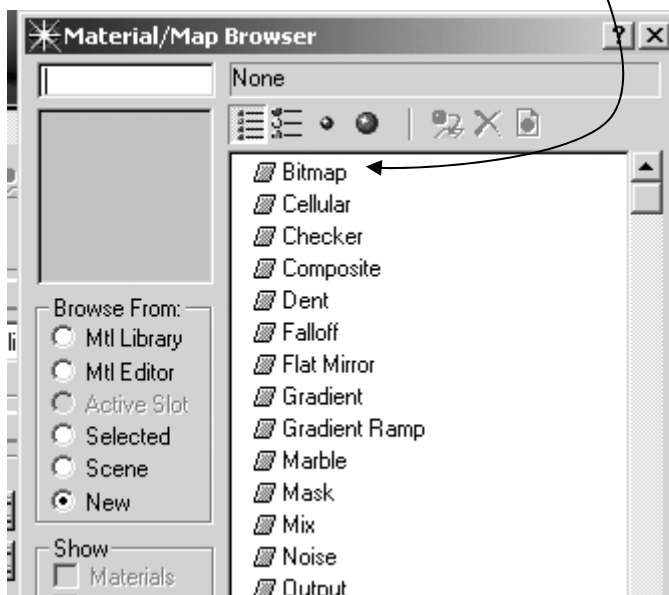 Material/Map Browser
None
Bitmap
Cellular
Checker
Composite
Dent
Falloff
Flat Mirror
Gradient
Gradient Ramp
Marble
Mask
Mix
Noise
Output
Browse From:
Mtl Library
Mtl Editor
Active Slot
Selected
Scene
New
Show
Materials
li